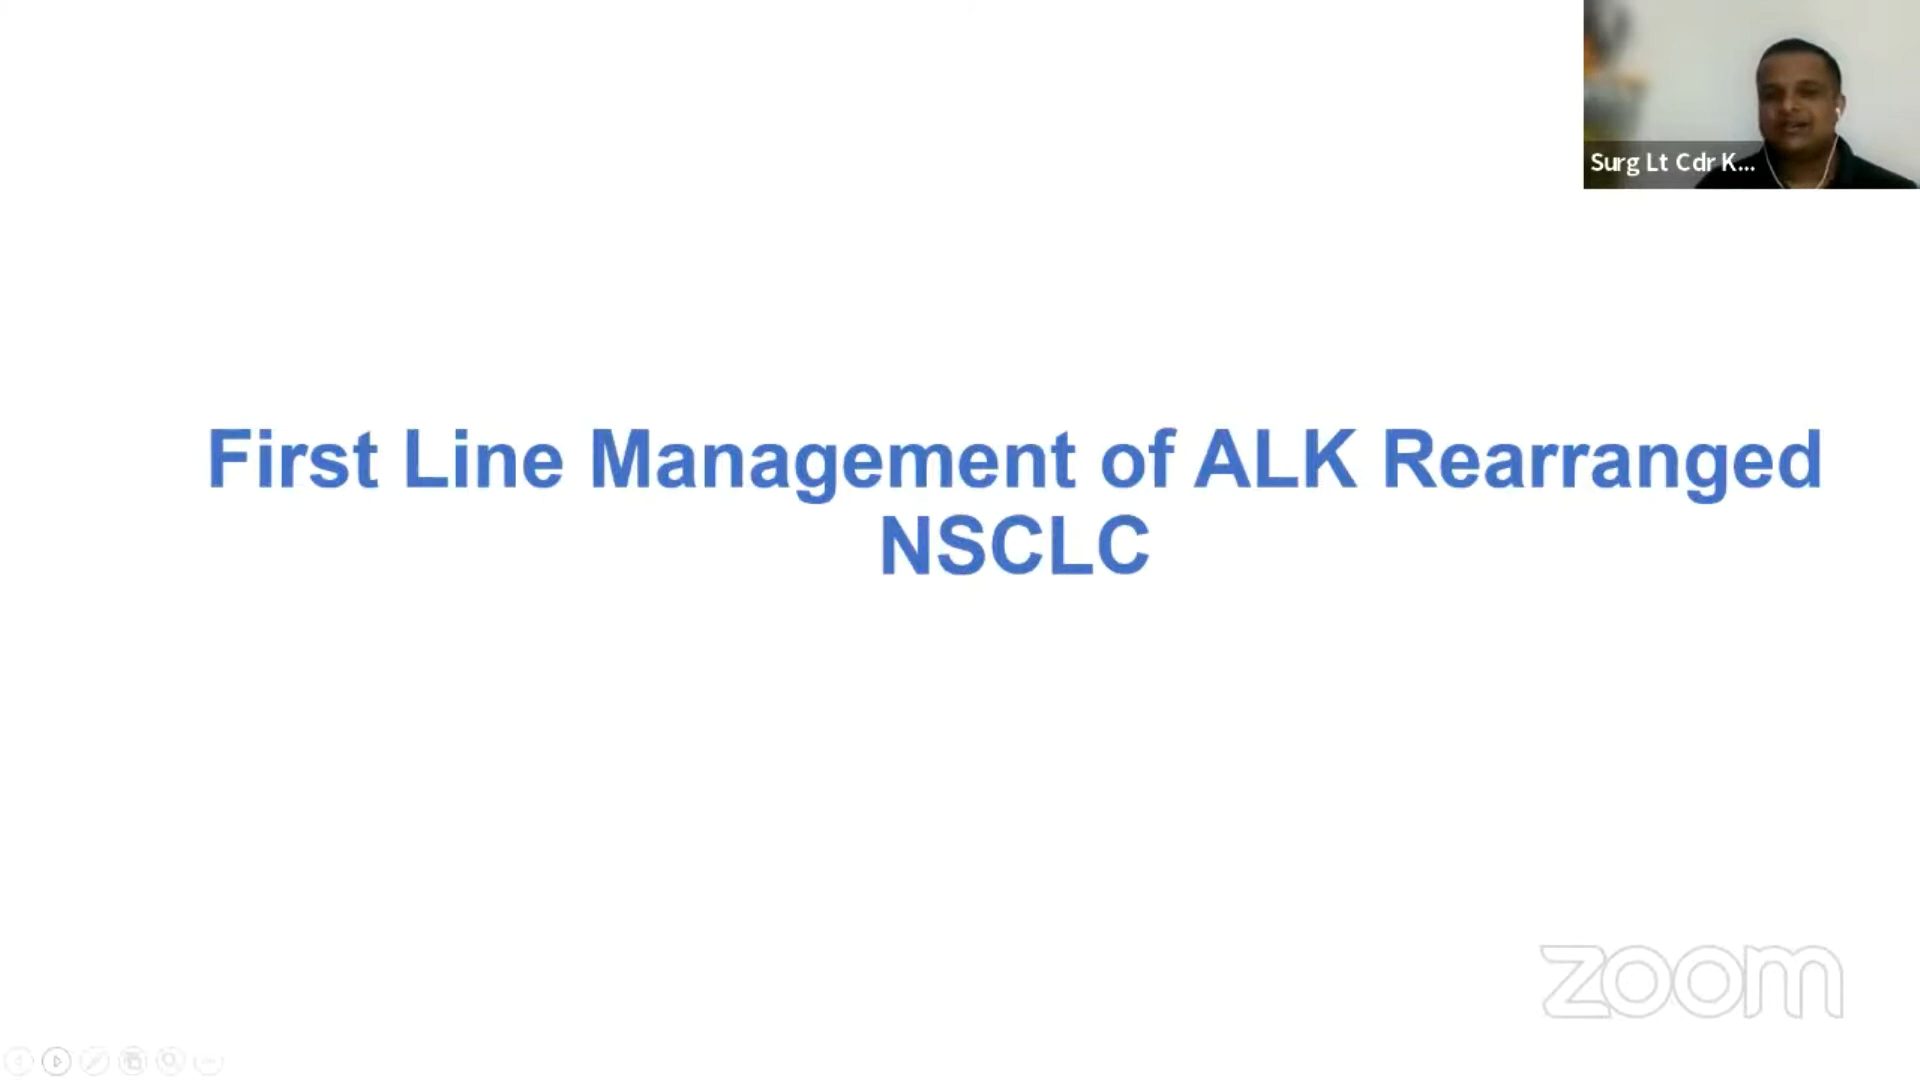 Surg Lt Cdr K...
First Line Management of ALK Rearranged
NSCLC
zoom